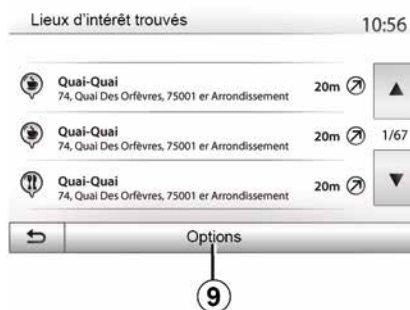 Lieux d'intérêt trouvés 10:56
Quai-Quai
74, Quai Des Orfèvres, 75001 er Arrondissement 20m
Quai-Quai
74, Quai Des Orfèvres, 75001 er Arrondissement 20m 1/67
Quai-Quai
74, Quai Des Orfèvres, 75001 er Arrondissement 20m
Options
9